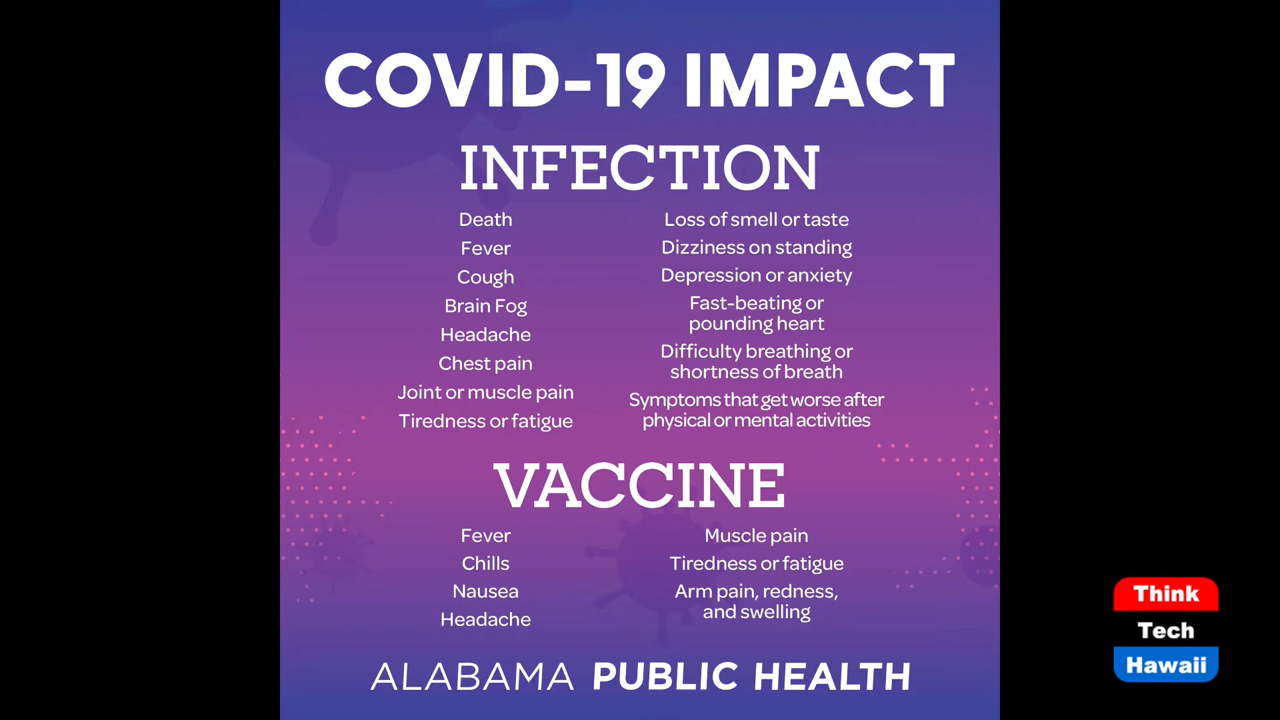 COVID-19 IMPACT
INFECTION
Death
Fever
Cough
Brain Fog
Headache
Chest pain
Joint or muscle pain
Tiredness or fatigue
Loss of smell or taste
Dizziness on standing
Depression or anxiety
Fast-beating or
pounding heart
Difficulty breathing or
shortness of breath
Symptoms that get worse after
physical or mental activities
VACCINE
Fever
Chills
Nausea
Headache
Muscle pain
Tiredness or fatigue
Arm pain, redness,
and swelling
ALABAMA PUBLIC HEALTH
Think
Tech
Hawaii